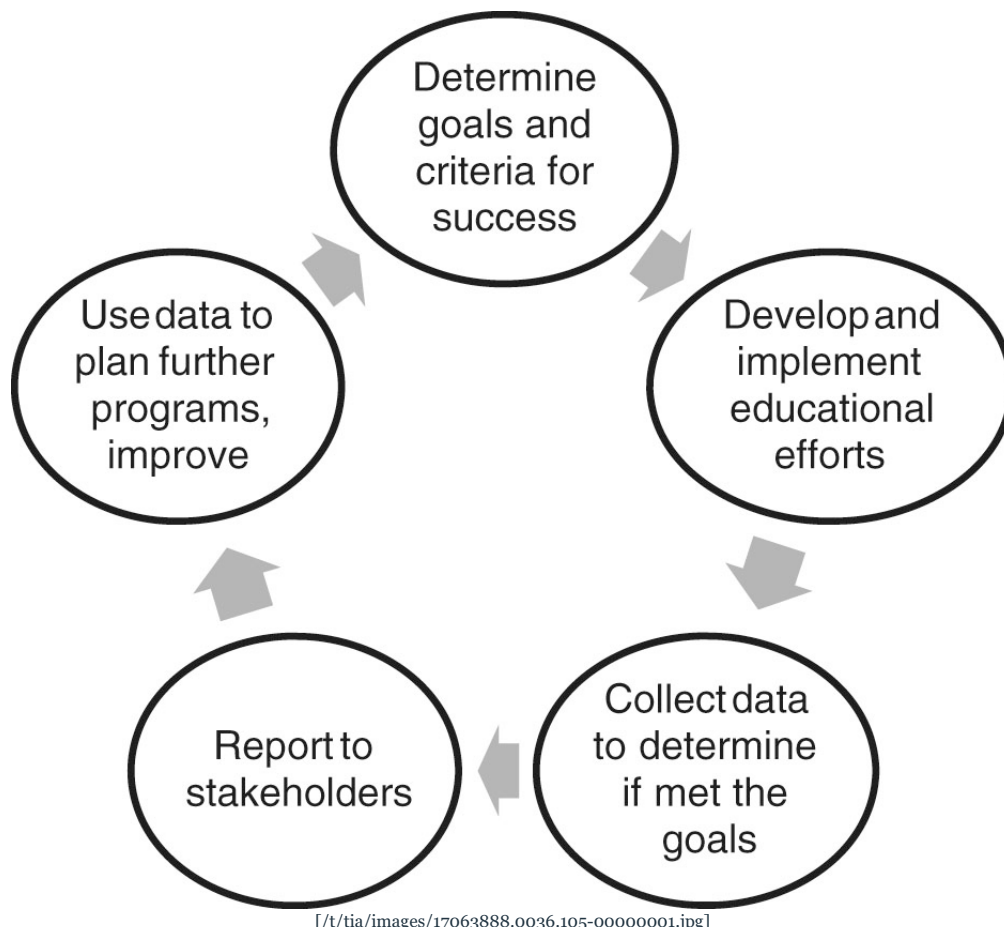 Determine
goals and
criteria for
success
Develop and
implement
educational
efforts
Collect data
to determine
if met the
goals
Report to
stakeholders
Use data to
plan further
programs,
improve
[/t/tia/images/17063888.0036.105-00000001.jpg]